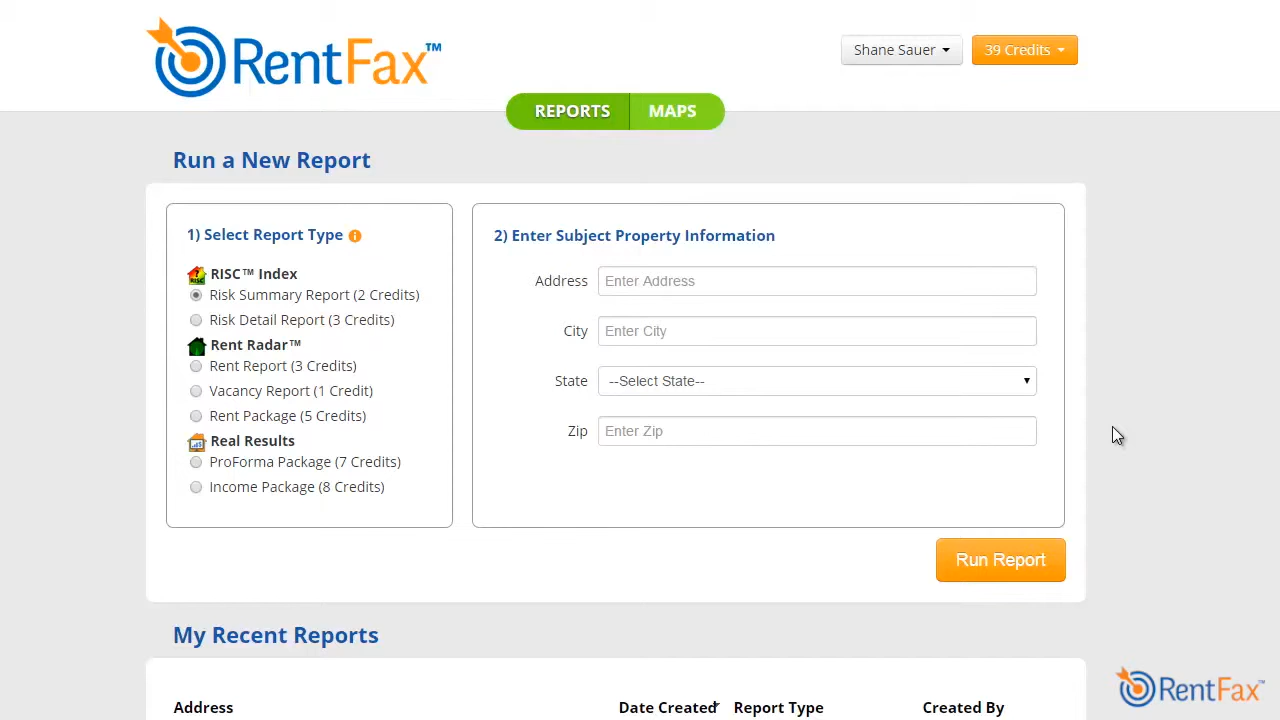 RentFax™
Shane Sauer
39 Credits
REPORTS
MAPS
Run a New Report
1) Select Report Type
RISC™ Index
Risk Summary Report (2 Credits)
Risk Detail Report (3 Credits)
Rent Radar™
Rent Report (3 Credits)
Vacancy Report (1 Credit)
Rent Package (5 Credits)
Real Results
ProForma Package (7 Credits)
Income Package (8 Credits)
2) Enter Subject Property Information
Address Enter Address
City Enter City
State --Select State--
Zip Enter Zip
Run Report
My Recent Reports
Address Date Created Report Type Created By
RentFax™